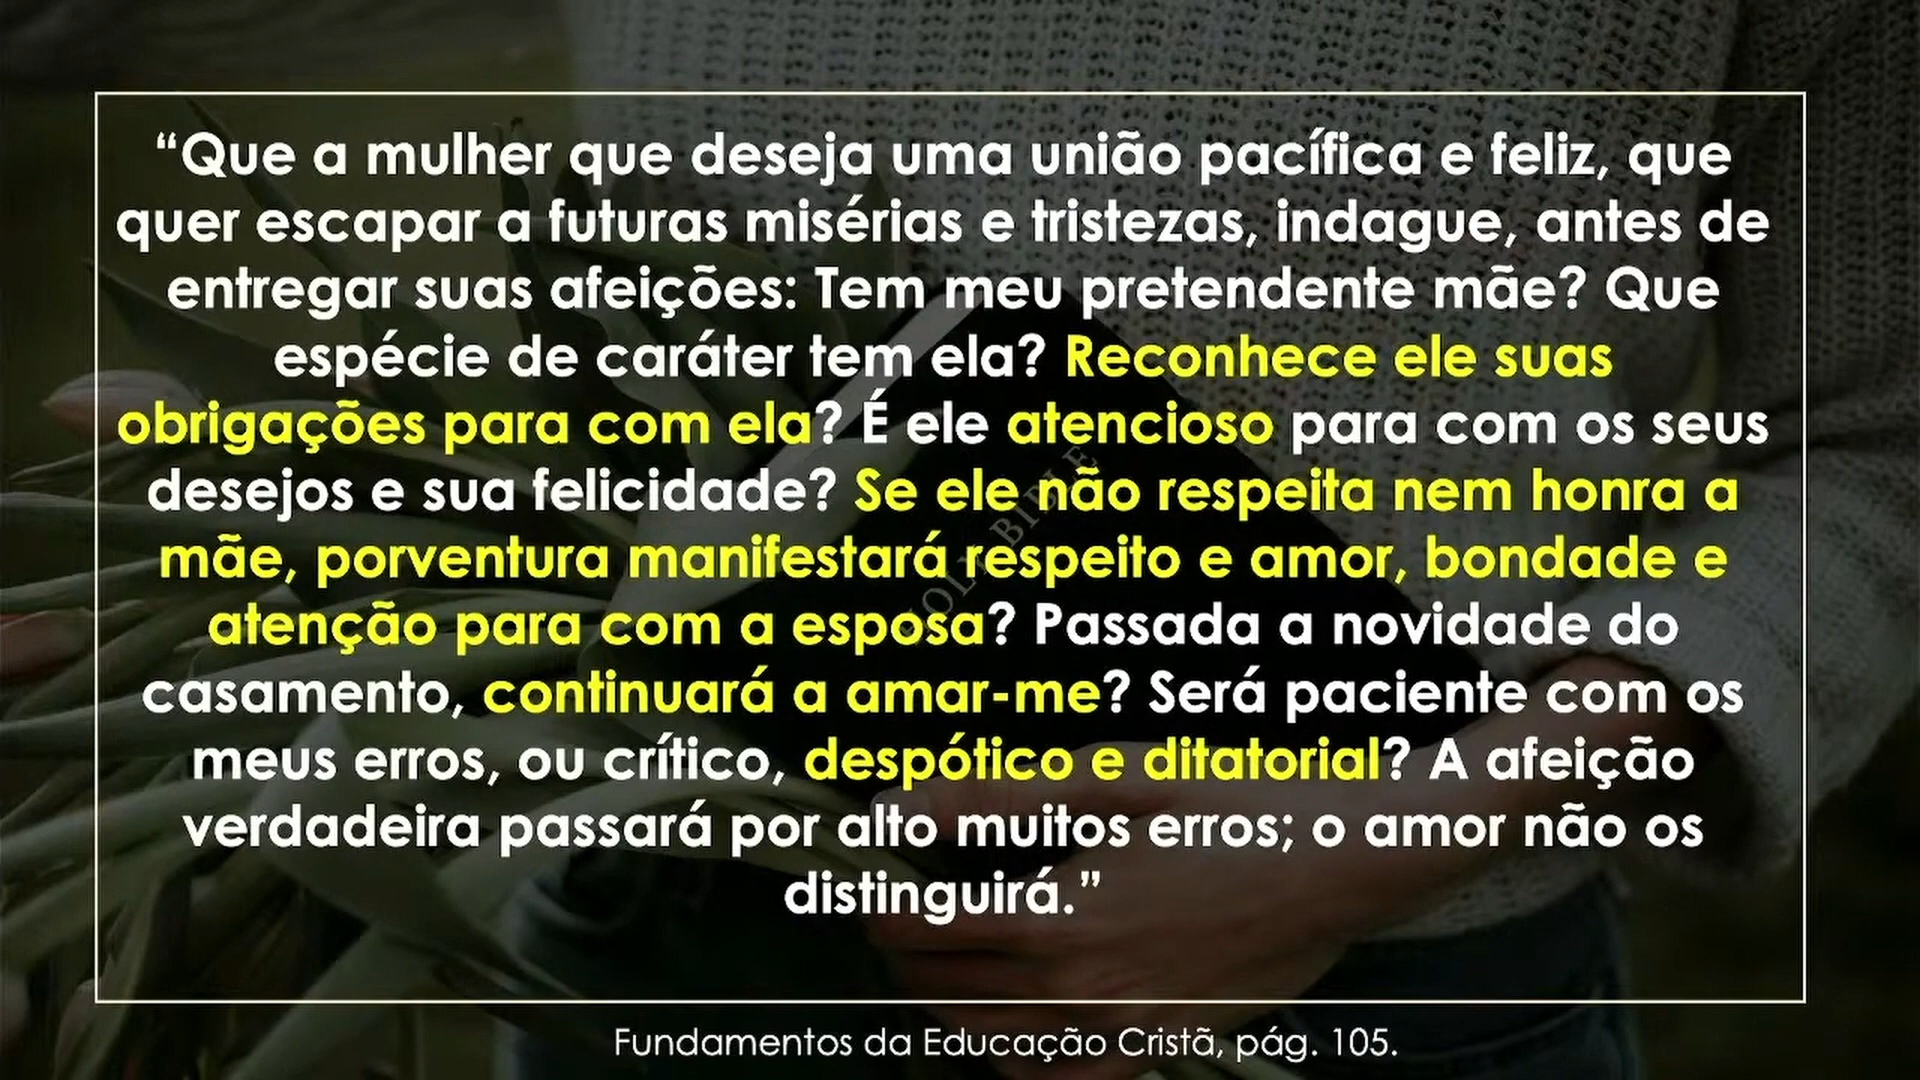 “Que a mulher que deseja uma união pacífica e feliz, que
quer escapar a futuras misérias e tristezas, indague, antes de
entregar suas afeições: Tem meu pretendente mãe? Que
espécie de caráter tem ela? Reconhece ele suas
obrigações para com ela? É ele atencioso para com os seus
desejos e sua felicidade? Se ele não respeita nem honra a
mãe, porventura manifestará respeito e amor, bondade e
atenção para com a esposa? Passada a novidade do
casamento, continuará a amar-me? Será paciente com os
meus erros, ou crítico, despótico e ditatorial? A afeição
verdadeira passará por alto muitos erros; o amor não os
distinguirá.”
HOLY BIBLE
Fundamentos da Educação Cristã, pág. 105.